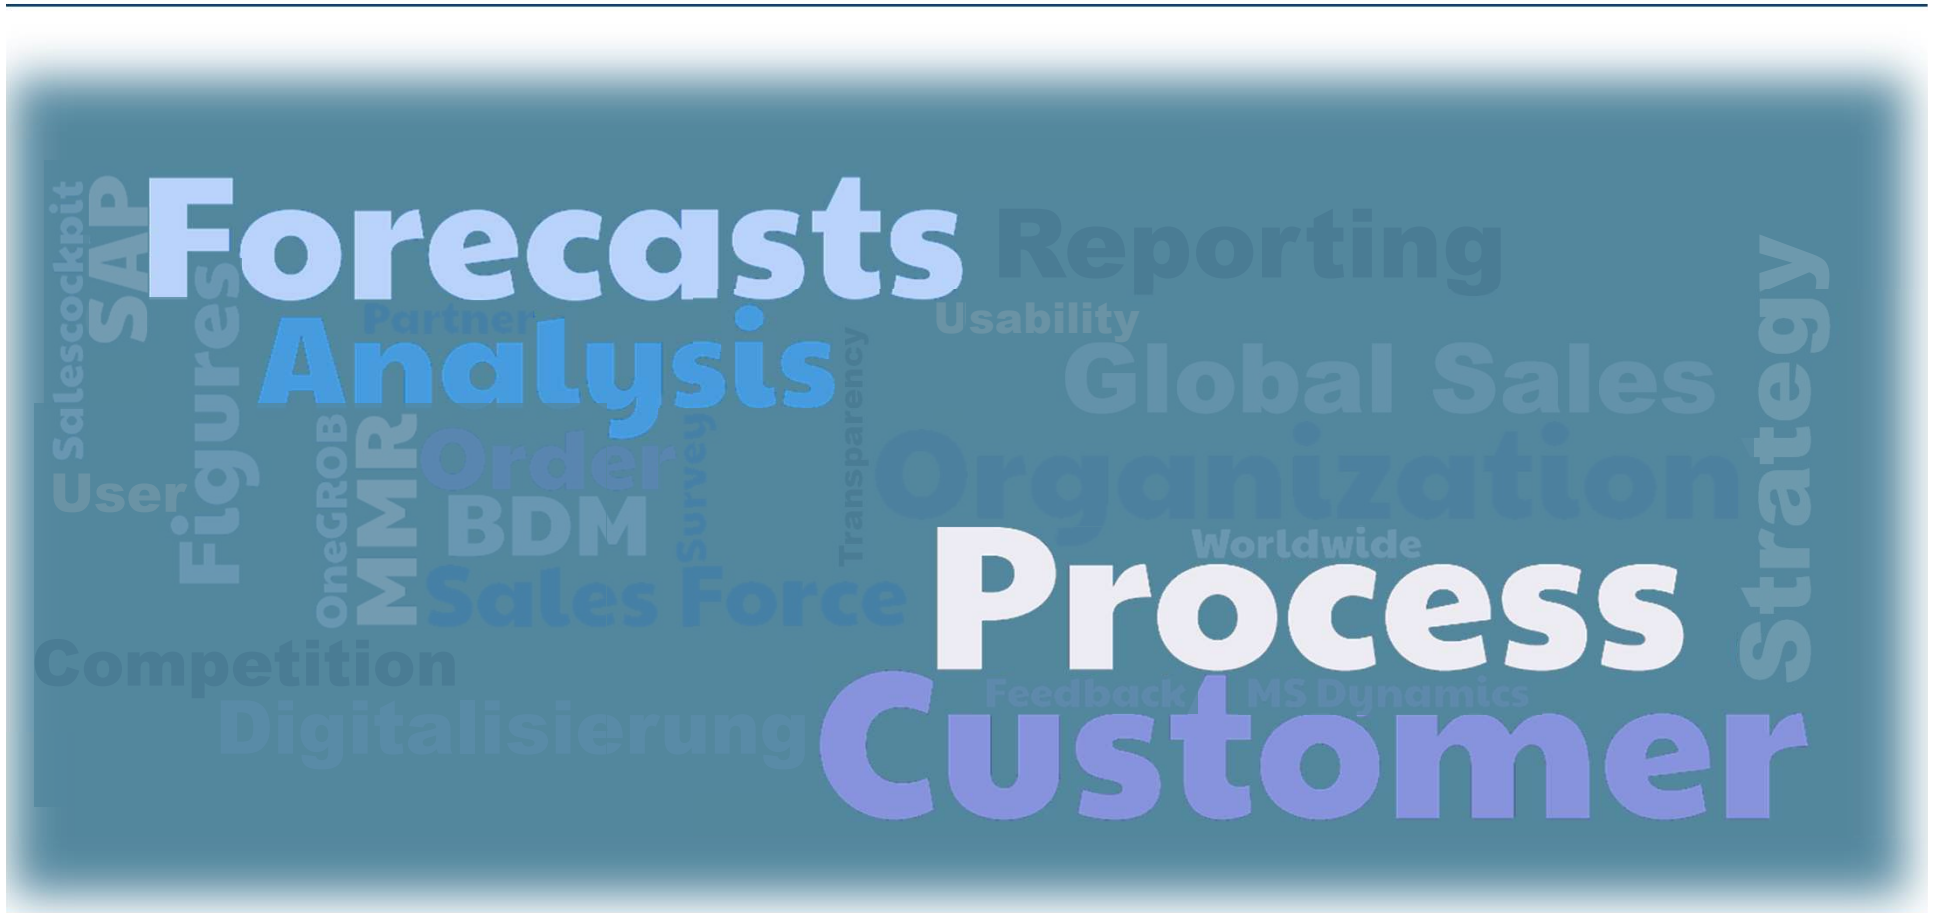 Salescockpit
SAP
Forecasts
Reporting
Figures
Partner
Analysis
Usability
Transparency
Global Sales
Strategy
User
OneGROB
MMR
Order
Survey
BDM
Organization
Sales Force
Worldwide
Process
Competition
Digitalisierung
Feedback
MS Dynamics
Customer